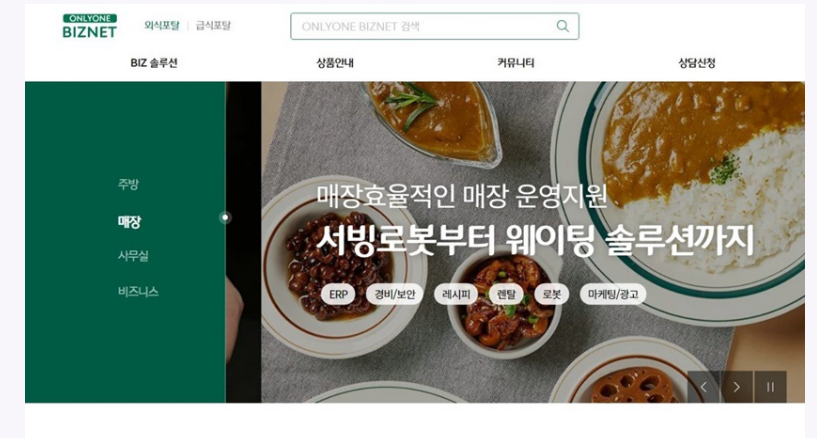 ONLYONE
BIZNET
외식포탈 급식포탈
ONLYONE BIZNET 검색
BIZ 솔루션 상품안내 커뮤니티 상담신청
주방
매장
사무실
비즈니스
매장효율적인 매장 운영지원
서빙로봇부터 웨이팅 솔루션까지
ERP 경비/보안 레시피 렌탈 로봇 마케팅/광고